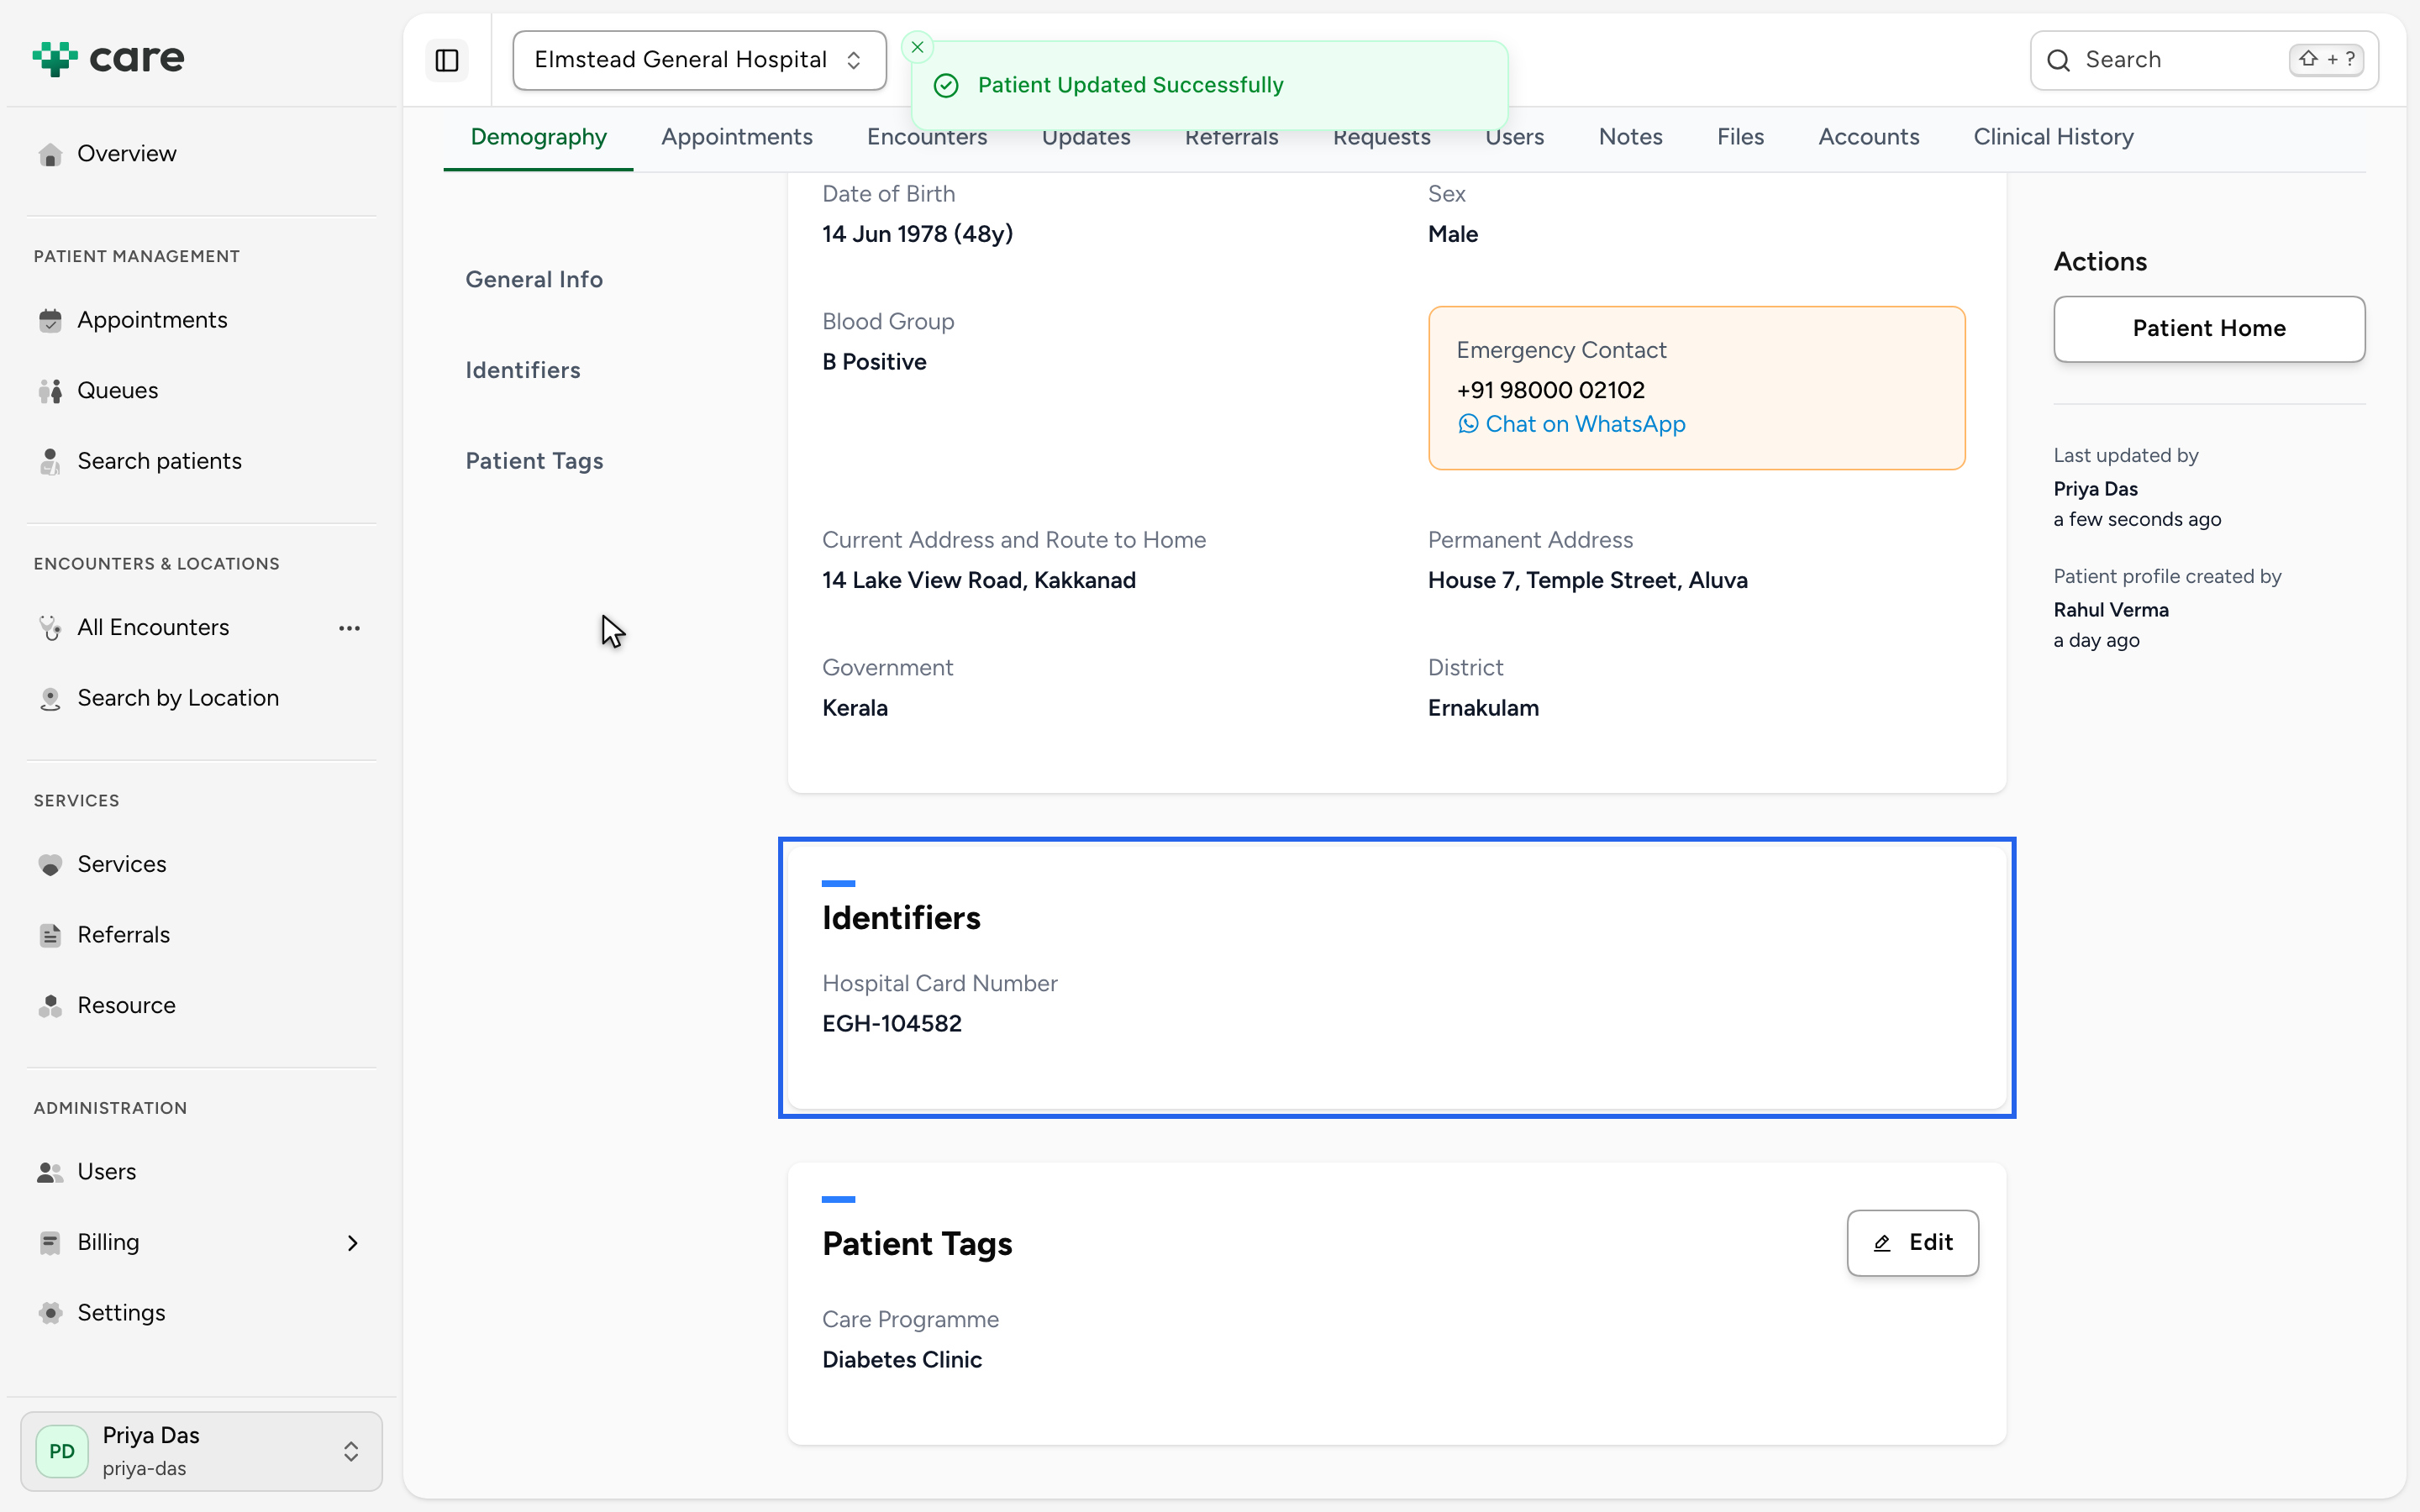 care
Elmstead General Hospital
Patient Updated Successfully
Search
+ ?
Demography
Appointments
Encounters
Updates
Referrals
Requests
Users
Notes
Files
Accounts
Clinical History
Overview
PATIENT MANAGEMENT
Appointments
Queues
Search patients
ENCOUNTERS & LOCATIONS
All Encounters
Search by Location
SERVICES
Services
Referrals
Resource
ADMINISTRATION
Users
Billing
Settings
PD
Priya Das
priya-das
General Info
Identifiers
Patient Tags
Date of Birth
14 Jun 1978 (48y)
Sex
Male
Blood Group
B Positive
Emergency Contact
+91 98000 02102
Chat on WhatsApp
Current Address and Route to Home
14 Lake View Road, Kakkanad
Permanent Address
House 7, Temple Street, Aluva
Government
Kerala
District
Ernakulam
Identifiers
Hospital Card Number
EGH-104582
Patient Tags
Edit
Care Programme
Diabetes Clinic
Actions
Patient Home
Last updated by
Priya Das
a few seconds ago
Patient profile created by
Rahul Verma
a day ago